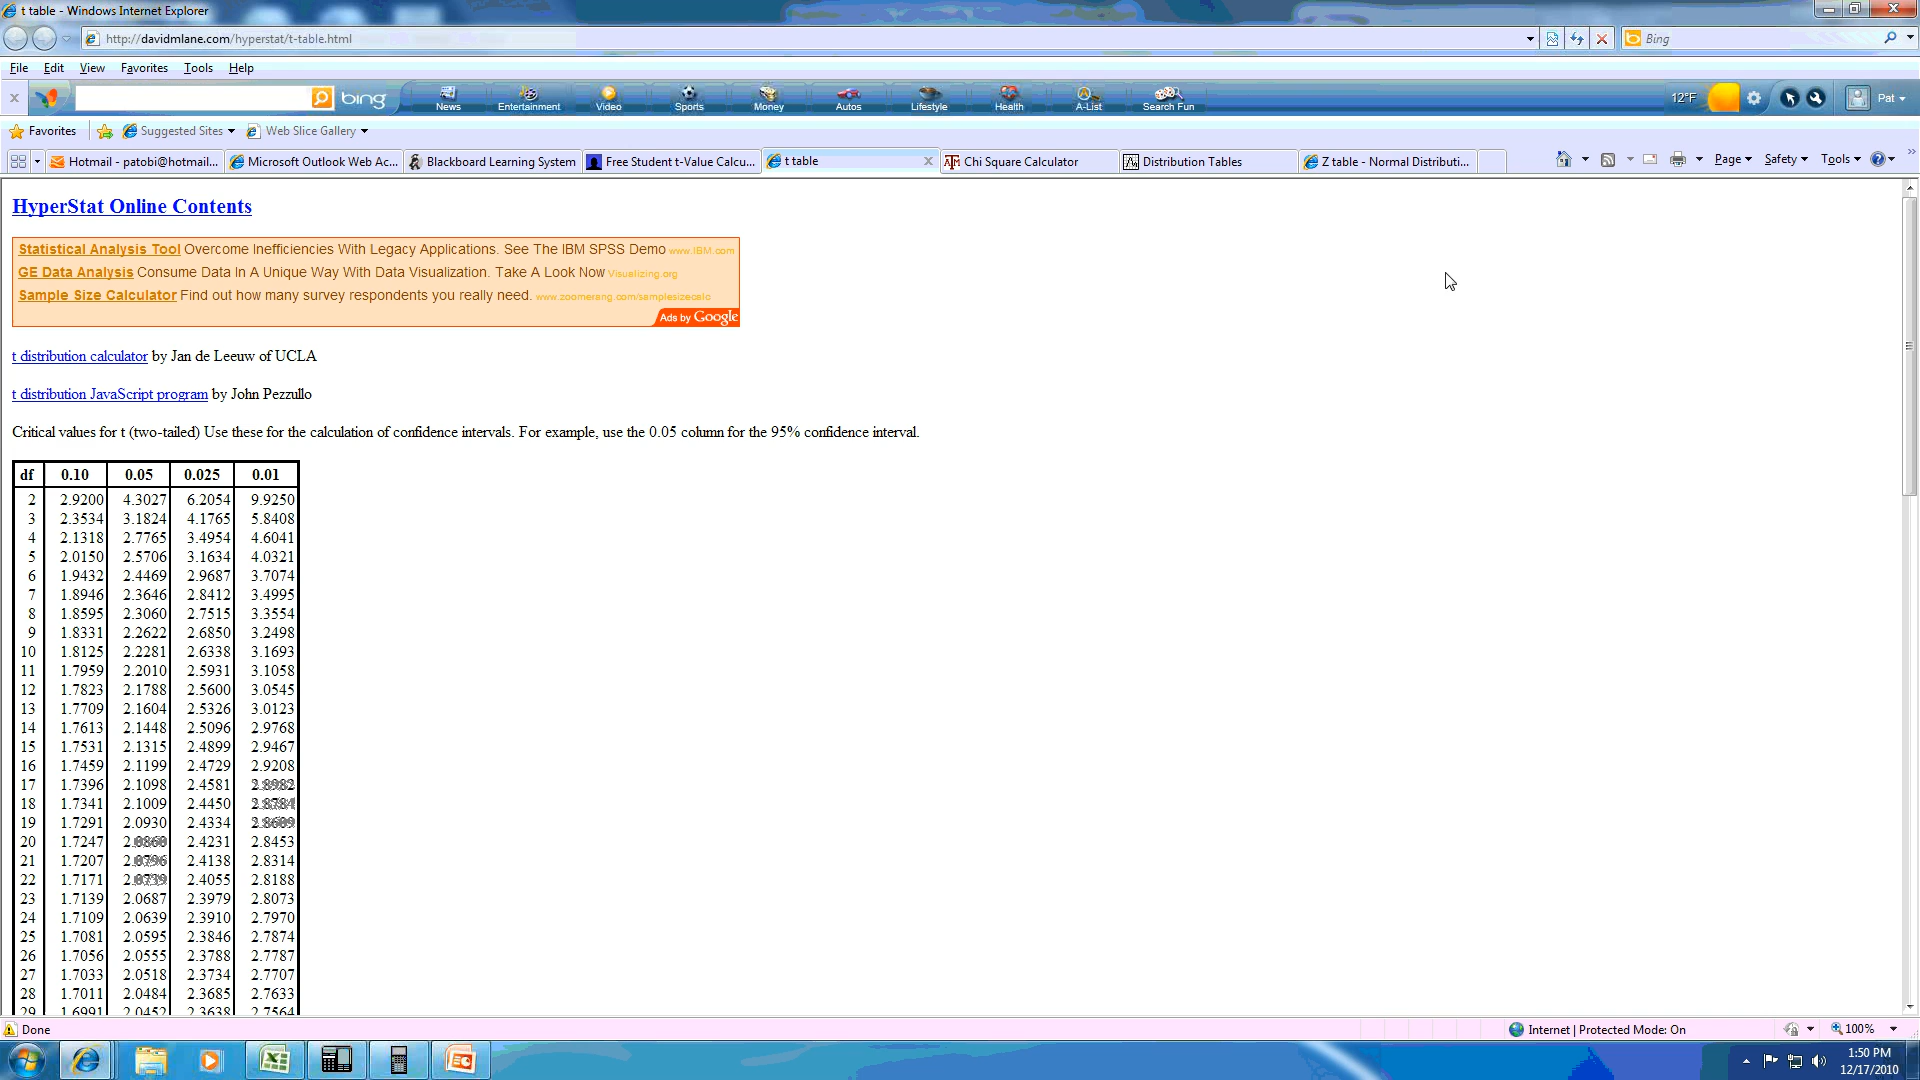 t table - Windows Internet Explorer
http://davidmlane.com/hyperstat/t-table.html
Bing
File Edit View Favorites Tools Help
bing News Entertainment Video Sports Money Autos Lifestyle Health A-List Search Fun 12°F Pat
Favorites Suggested Sites Web Slice Gallery
Hotmail - patobi@hotmail... Microsoft Outlook Web Ac... Blackboard Learning System Free Student t-Value Calcu... t table Chi Square Calculator Distribution Tables Z table - Normal Distributi... Page Safety Tools
HyperStat Online Contents
Statistical Analysis Tool Overcome Inefficiencies With Legacy Applications. See The IBM SPSS Demo www.IBM.com
GE Data Analysis Consume Data In A Unique Way With Data Visualization. Take A Look Now Visualizing.org
Sample Size Calculator Find out how many survey respondents you really need. www.zoomerang.com/samplesizecalc
Ads by Google
t distribution calculator by Jan de Leeuw of UCLA
t distribution JavaScript program by John Pezzullo
Critical values for t (two-tailed) Use these for the calculation of confidence intervals. For example, use the 0.05 column for the 95% confidence interval.
df 0.10 0.05 0.025 0.01
2 2.9200 4.3027 6.2054 9.9250
3 2.3534 3.1824 4.1765 5.8408
4 2.1318 2.7765 3.4954 4.6041
5 2.0150 2.5706 3.1634 4.0321
6 1.9432 2.4469 2.9687 3.7074
7 1.8946 2.3646 2.8412 3.4995
8 1.8595 2.3060 2.7515 3.3554
9 1.8331 2.2622 2.6850 3.2498
10 1.8125 2.2281 2.6338 3.1693
11 1.7959 2.2010 2.5931 3.1058
12 1.7823 2.1788 2.5600 3.0545
13 1.7709 2.1604 2.5326 3.0123
14 1.7613 2.1448 2.5096 2.9768
15 1.7531 2.1315 2.4899 2.9467
16 1.7459 2.1199 2.4729 2.9208
17 1.7396 2.1098 2.4581
18 1.7341 2.1009 2.4450
19 1.7291 2.0930 2.4334
20 1.7247 2.4231 2.8453
21 1.7207 2.4138 2.8314
22 1.7171 2.4055 2.8188
23 1.7139 2.0687 2.3979 2.8073
24 1.7109 2.0639 2.3910 2.7970
25 1.7081 2.0595 2.3846 2.7874
26 1.7056 2.0555 2.3788 2.7787
27 1.7033 2.0518 2.3734 2.7707
28 1.7011 2.0484 2.3685 2.7633
29 1.6991 2.0452 2.3638 2.7564
Done Internet | Protected Mode: On 100%
1:50 PM
12/17/2010